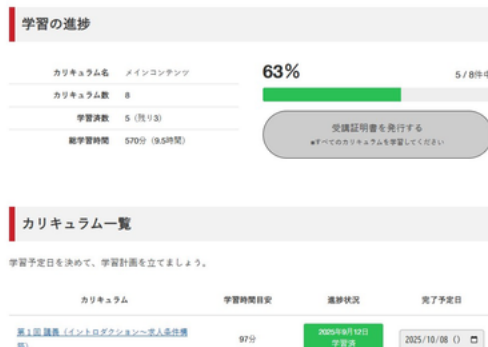 学習の進捗
カリキュラム名 メインコンテンツ
63%
5 / 8件中
カリキュラム数 8
学習済数 5（残り3）
総学習時間 570分（9.5時間）
受講証明書を発行する
*すべてのカリキュラムを学習してください
カリキュラム一覧
学習予定日を決めて、学習計画を立てましょう。
カリキュラム 学習時間目安 進捗状況 完了予定日
第1回 講義（イントロダクション～求人条件構
築）
97分
2025年9月12日
学習済
2025/10/08 ()